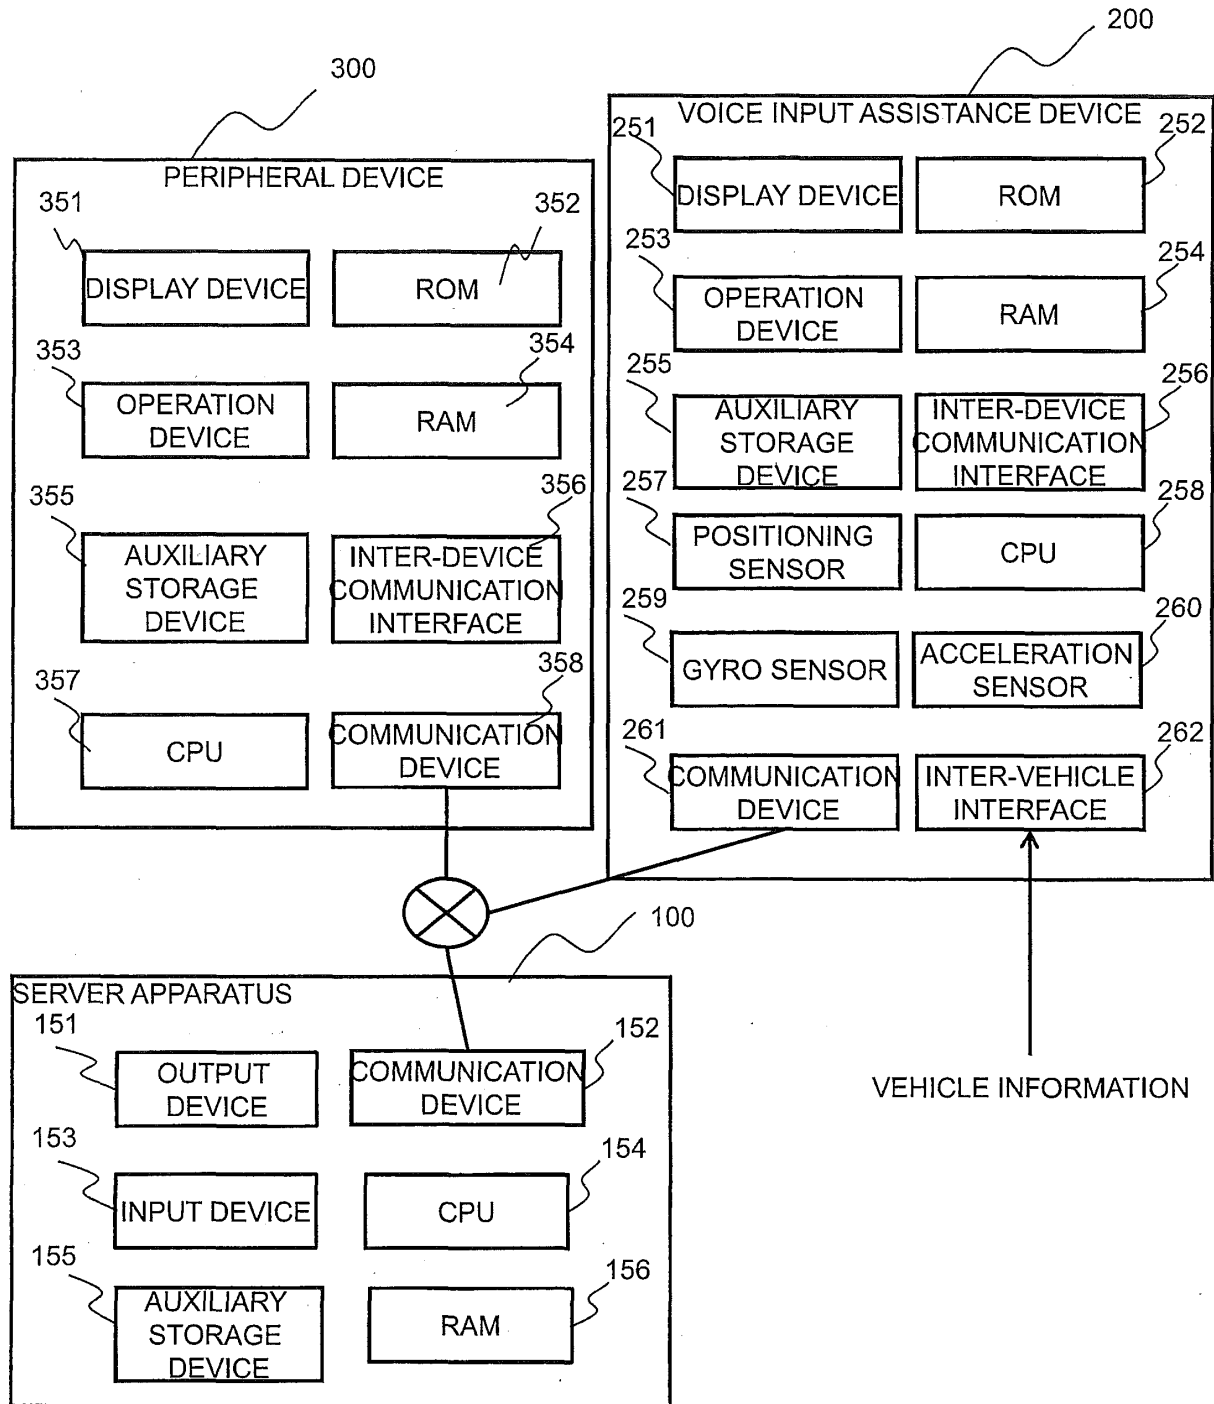 200
300
VOICE INPUT ASSISTANCE DEVICE
251
252
DISPLAY DEVICE
ROM
253
254
OPERATION
DEVICE
RAM
255
256
AUXILIARY
STORAGE
DEVICE
INTER-DEVICE
COMMUNICATION
INTERFACE
257
258
POSITIONING
SENSOR
CPU
259
260
GYRO SENSOR
ACCELERATION
SENSOR
261
262
COMMUNICATION
DEVICE
INTER-VEHICLE
INTERFACE
VEHICLE INFORMATION
PERIPHERAL DEVICE
351
352
DISPLAY DEVICE
ROM
353
354
OPERATION
DEVICE
RAM
355
356
AUXILIARY
STORAGE
DEVICE
INTER-DEVICE
COMMUNICATION
INTERFACE
357
358
CPU
COMMUNICATION
DEVICE
100
SERVER APPARATUS
151
152
OUTPUT
DEVICE
COMMUNICATION
DEVICE
153
154
INPUT DEVICE
CPU
155
156
AUXILIARY
STORAGE
DEVICE
RAM